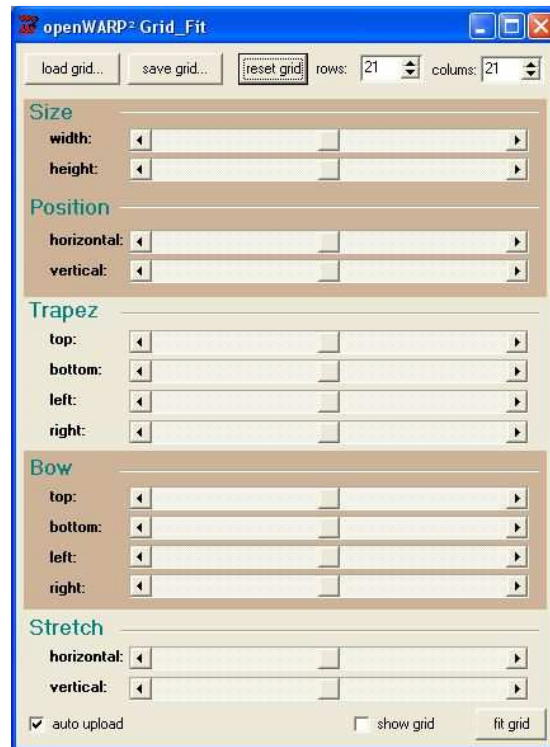 openWARP² Grid_Fit
load grid... save grid... reset grid rows: 21 colums: 21
Size
width:
height:
Position
horizontal:
vertical:
Trapez
top:
bottom:
left:
right:
Bow
top:
bottom:
left:
right:
Stretch
horizontal:
vertical:
auto upload show grid fit grid